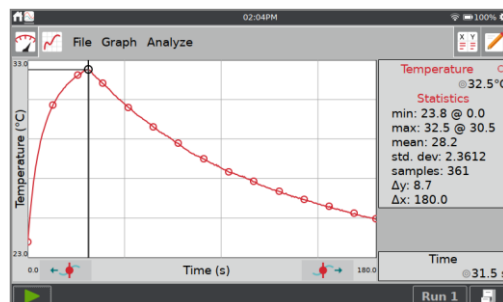 02:04PM
100%
File Graph Analyze
X Y
33.0
Temperature (°C)
23.0
0.0
Time (s)
180.0
Temperature
32.5°C
Statistics
min: 23.8 @ 0.0
max: 32.5 @ 30.5
mean: 28.2
std. dev: 2.3612
samples: 361
Δy: 8.7
Δx: 180.0
Time
31.5 s
Run 1